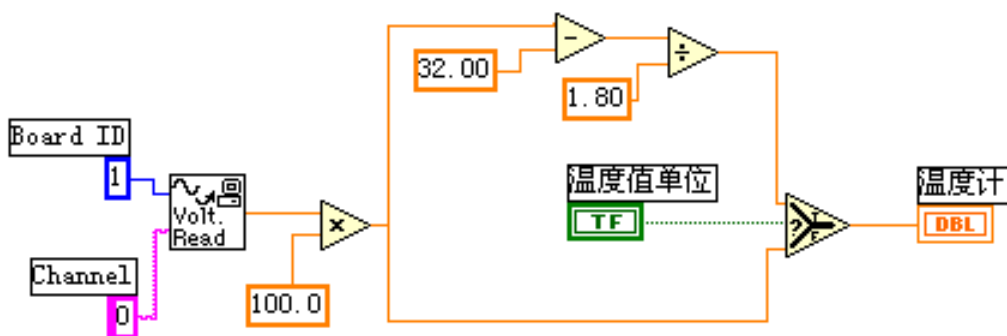 −
÷
32.00
1.80
Board ID
1
温度值单位
温度计
TF
Volt.
Read
×
?
T
F
DBL
Channel
0
100.0